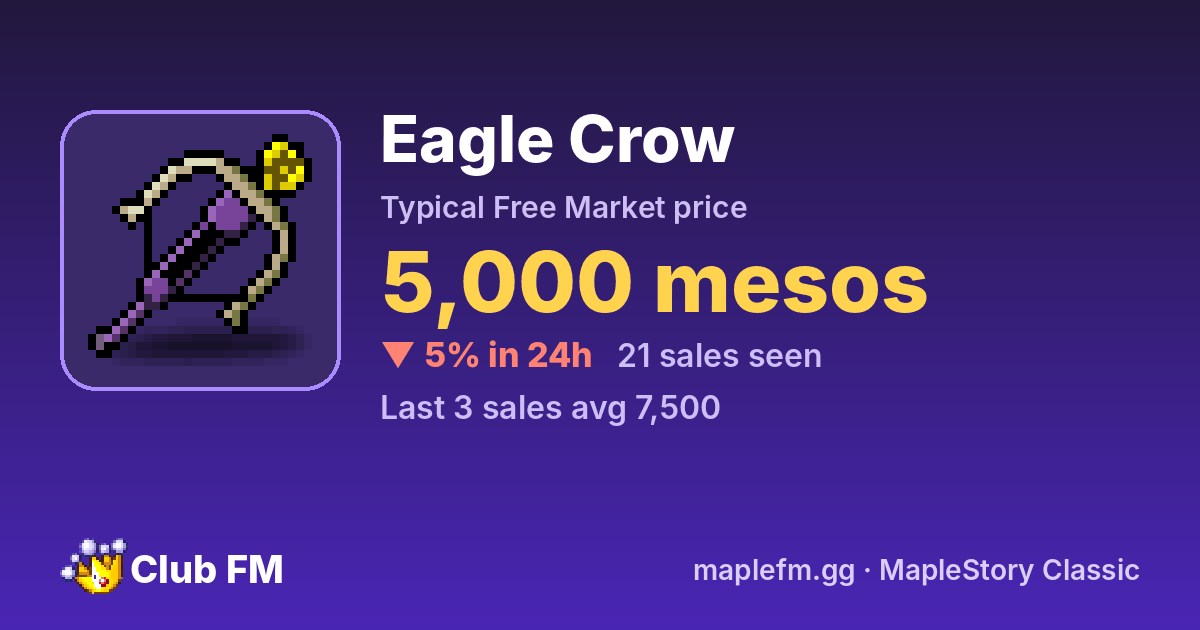 Eagle Crow
Typical Free Market price
5,000 mesos
▼ 5% in 24h 21 sales seen
Last 3 sales avg 7,500
Club FM
maplefm.gg · MapleStory Classic